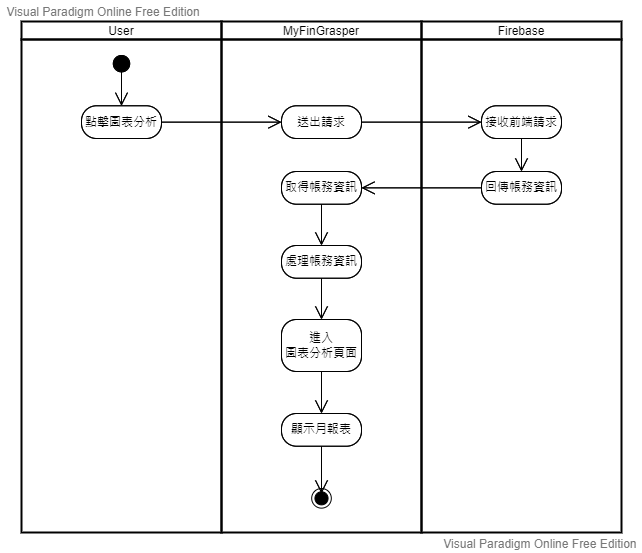 Visual Paradigm Online Free Edition
User
MyFinGrasper
Firebase
點擊圖表分析
送出請求
接收前端請求
取得帳務資訊
回傳帳務資訊
處理帳務資訊
進入
圖表分析頁面
顯示月報表
Visual Paradigm Online Free Edition